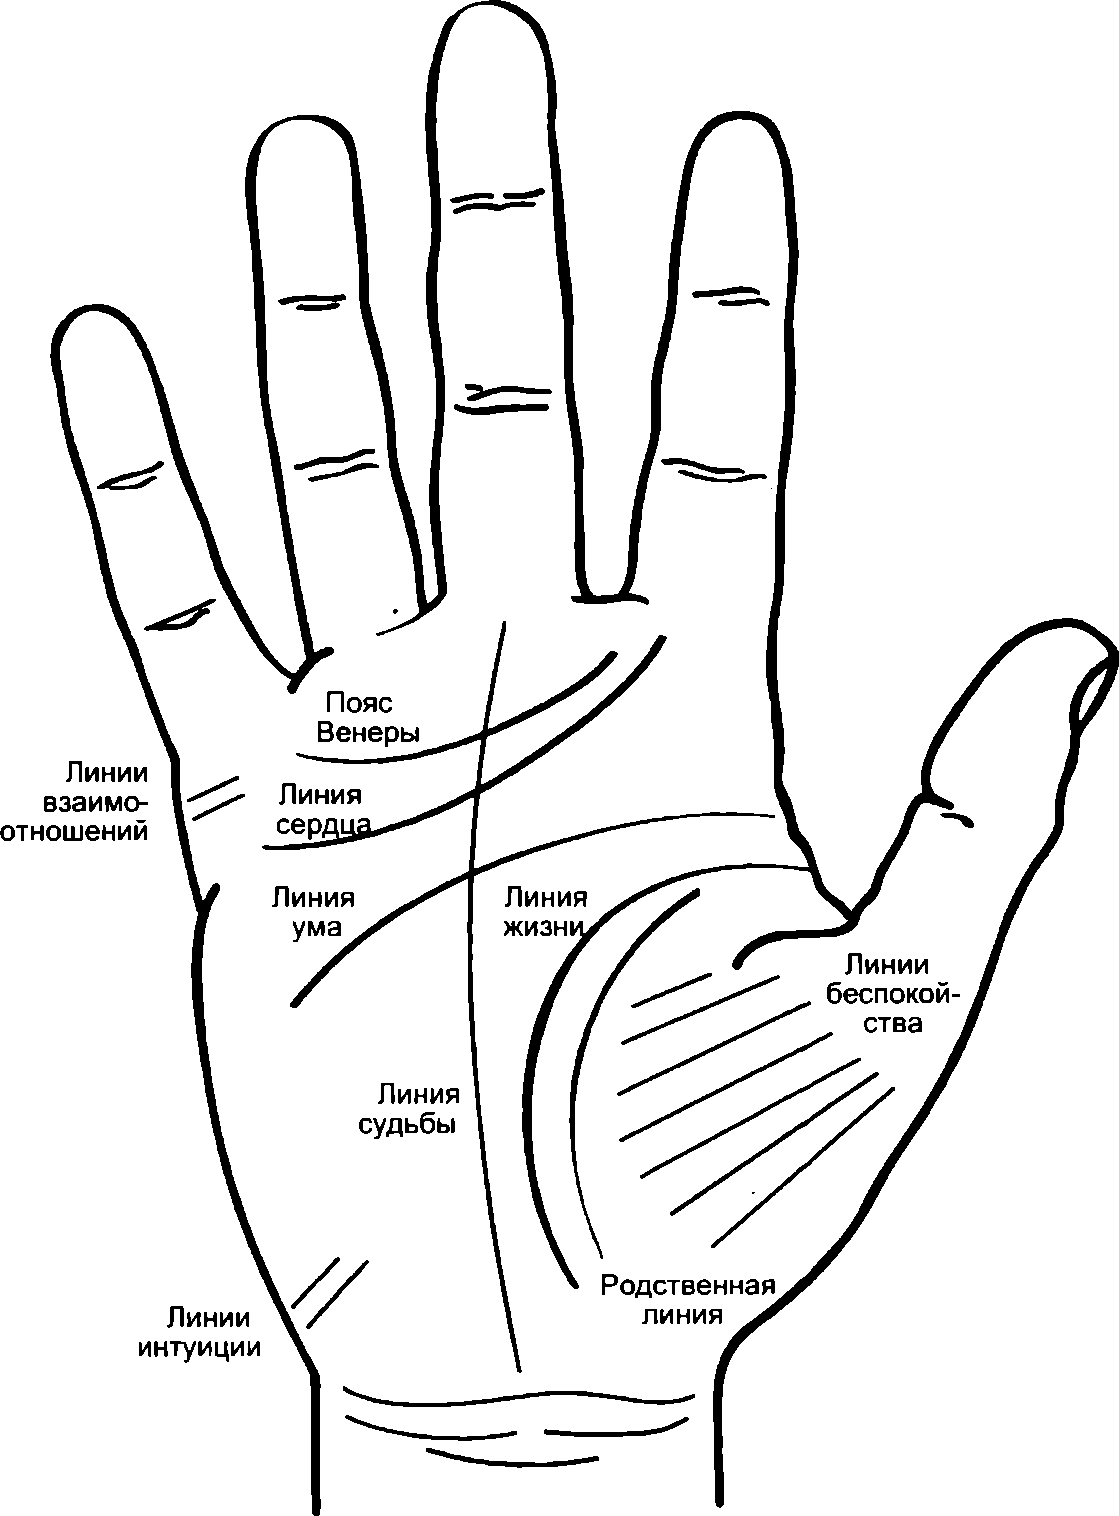 Пояс
Венеры
Линии
взаимо-
отношений
Линия
сердца
Линия
ума
Линия
жизни
Линии
беспокой-
ства
Линия
судьбы
Родственная
линия
Линии
интуиции